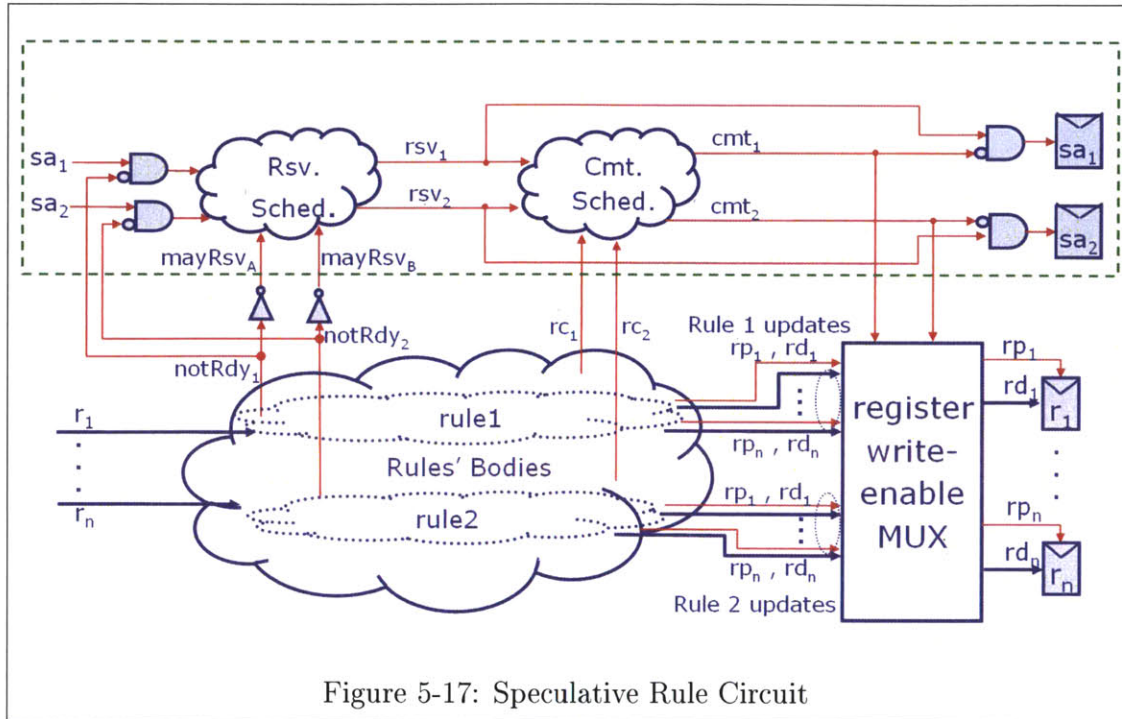 sa1
sa2
Rsv.
Sched.
rsv1
rsv2
Cmt.
Sched.
cmt1
cmt2
sa1
sa2
mayRsvA
mayRsvB
notRdy1
notRdy2
rc1
rc2
Rule 1 updates
rp1 , rd1
rpn , rdn
r1
rn
rule1
Rules' Bodies
rule2
rp1 , rd1
rpn , rdn
Rule 2 updates
register
write-
enable
MUX
rp1
rd1
r1
rpn
rdn
rn
Figure 5-17: Speculative Rule Circuit